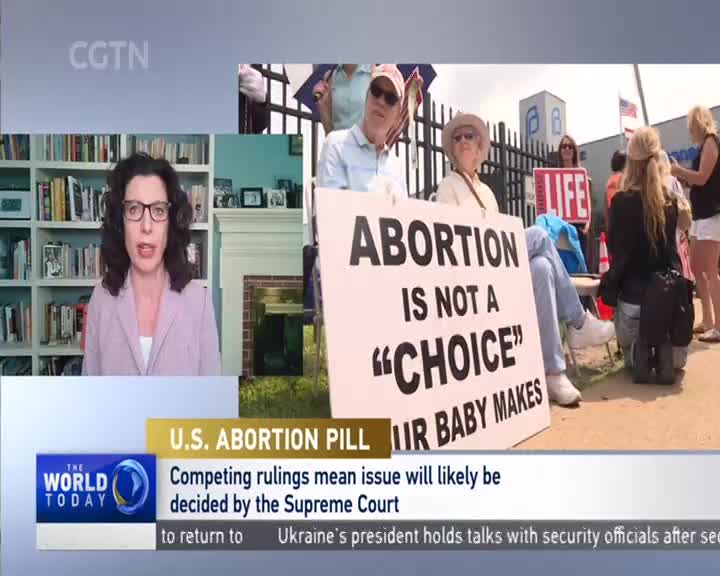 CGTN
ABORTION
IS NOT A
"CHOICE"
UR BABY MAKES
LIFE
U.S. ABORTION PILL
THE
WORLD
TODAY
Competing rulings mean issue will likely be
decided by the Supreme Court
to return to Ukraine's president holds talks with security officials after sec